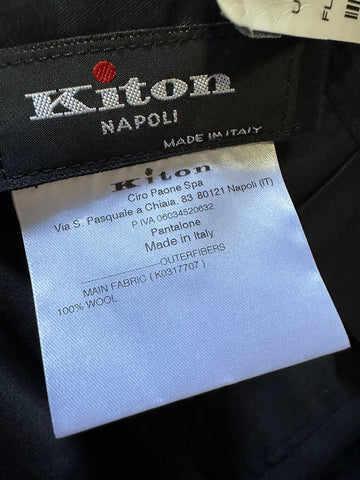 Kiton
NAPOLI
MADE IN ITALY
Kiton
Ciro Paone Spa
Via S. Pasquale a Chiaia, 83 80121 Napoli (IT)
P.IVA 06034520632
Pantalone
Made in Italy
OUTERFIBERS
MAIN FABRIC ( K0317707 )
100% WOOL